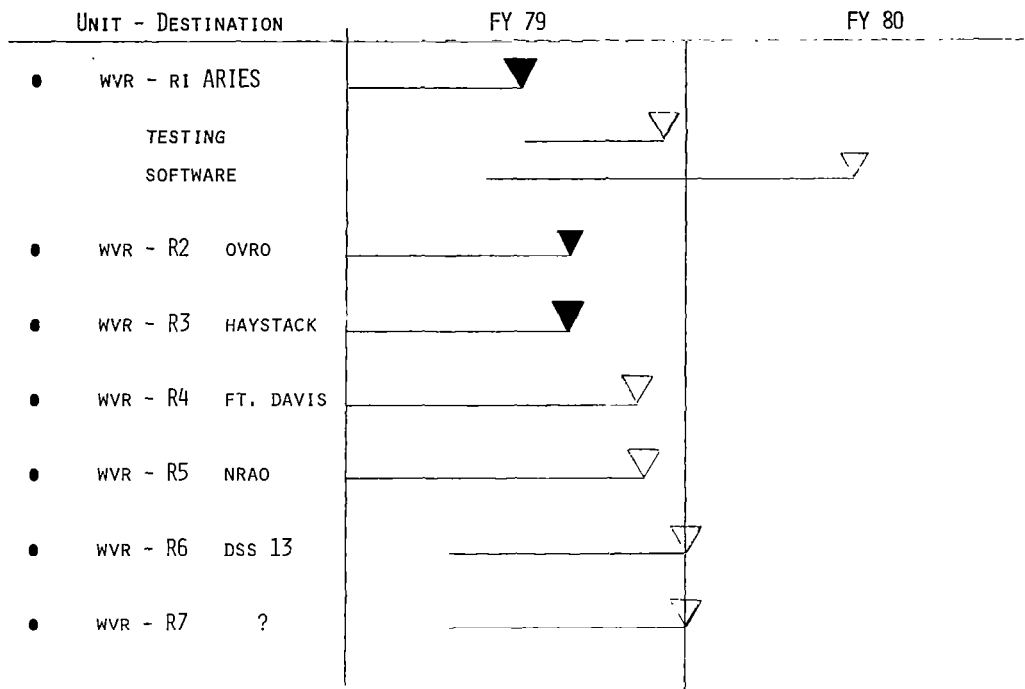 UNIT - DESTINATION FY 79 FY 80
• WVR - RI ARIES
TESTING
SOFTWARE
• WVR - R2 OVRO
• WVR - R3 HAYSTACK
• WVR - R4 FT. DAVIS
• WVR - R5 NRAO
• WVR - R6 DSS 13
• WVR - R7 ?